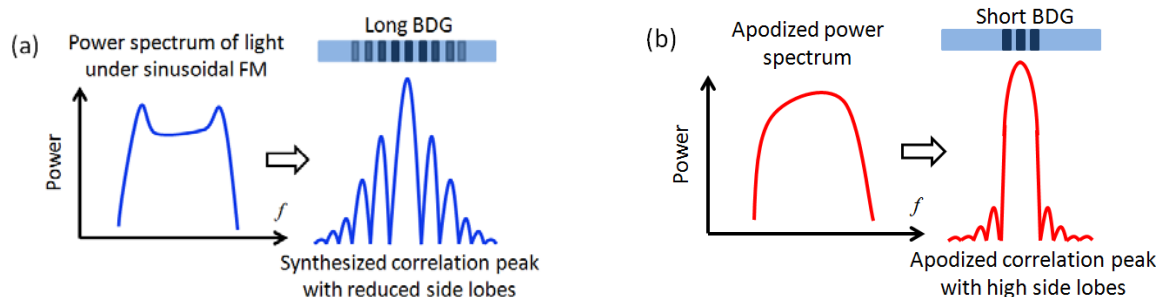 (a)
Power spectrum of light
under sinusoidal FM
Long BDG
Power
f
Synthesized correlation peak
with reduced side lobes
(b)
Apodized power
spectrum
Short BDG
Power
f
Apodized correlation peak
with high side lobes